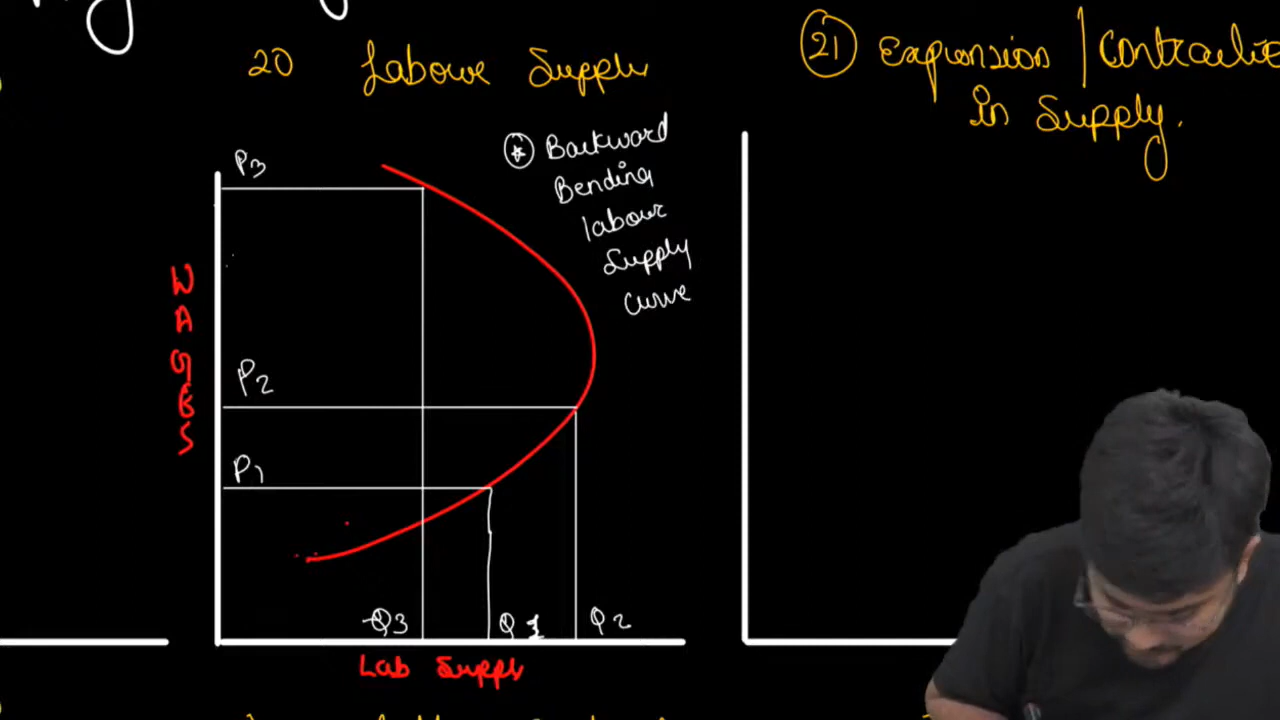 20 Labour Supply
21 Expansion / Contractio
in Supply.
* Backward
Bending
labour
Supply
curve
P3
P2
P1
WAGES
Q3 Q1 Q2
Lab Supply